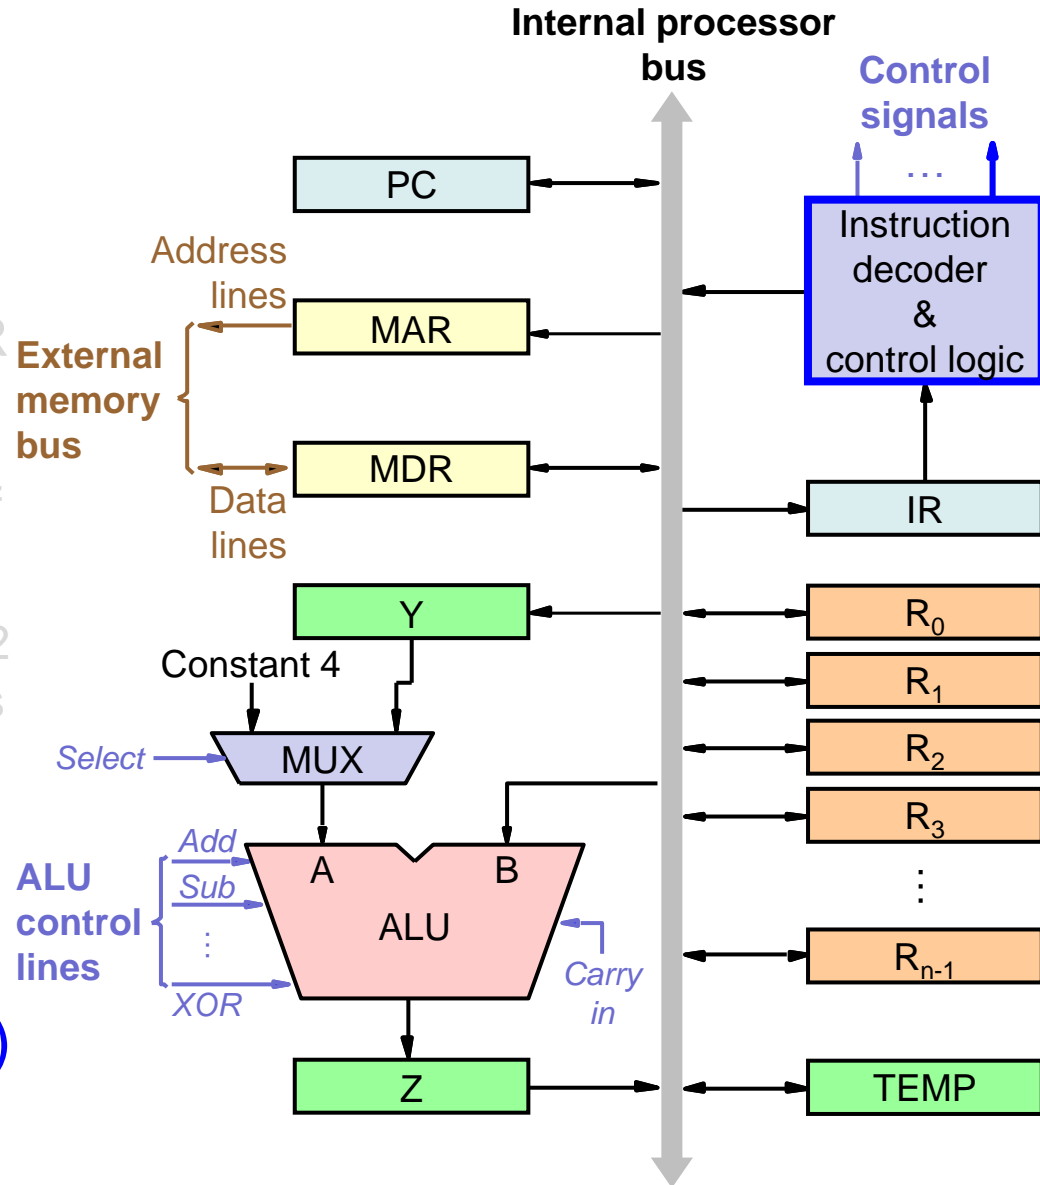 Internal processor
bus
Control
signals
...
PC
Instruction
decoder
&
control logic
Address
lines
MAR
R
External
memory
bus
MDR
Data
lines
IR
Y
R0
Constant 4
2
s
R1
Select
MUX
R2
R3
Add
A
B
ALU
control
lines
Sub
...
ALU
...
Carry
in
XOR
Rn-1
)
Z
TEMP